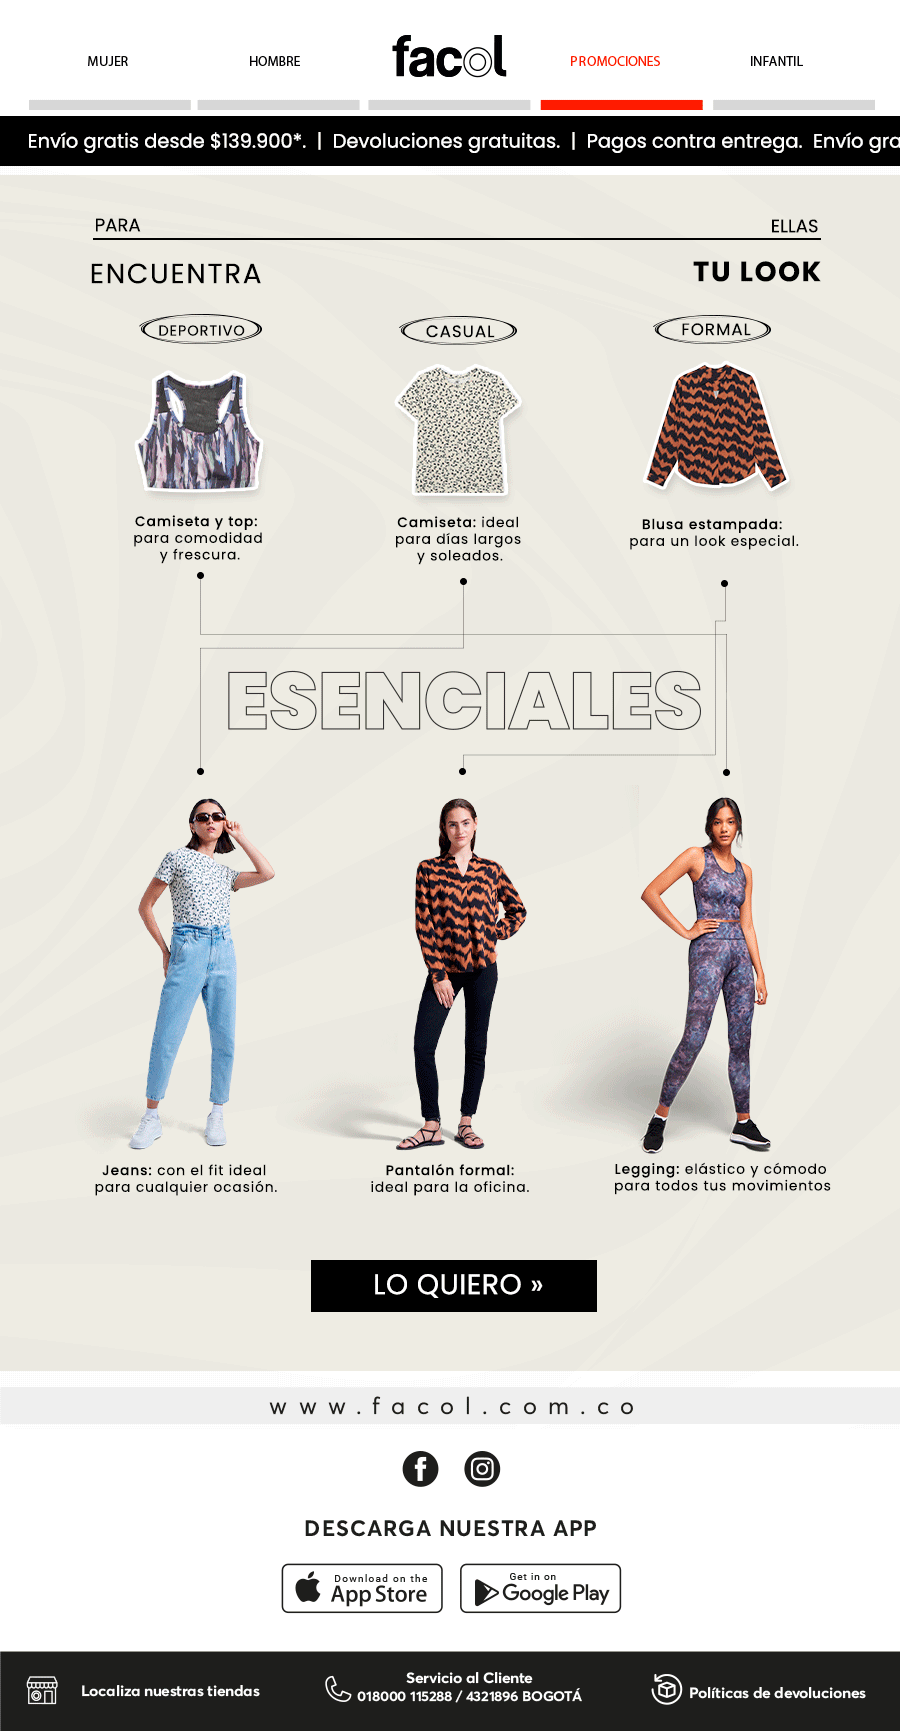 MUJER
HOMBRE
facol
PROMOCIONES
INFANTIL
Envío gratis desde $139.900*. | Devoluciones gratuitas. | Pagos contra entrega. Envío gra
PARA
ELLAS
ENCUENTRA
TU LOOK
DEPORTIVO
CASUAL
FORMAL
Camiseta y top:
para comodidad
y frescura.
Camiseta: ideal
para días largos
y soleados.
Blusa estampada:
para un look especial.
ESENCIALES
Jeans: con el fit ideal
para cualquier ocasión.
Pantalón formal:
ideal para la oficina.
Legging: elástico y cómodo
para todos tus movimientos
LO QUIERO »
www.facol.com.co
DESCARGA NUESTRA APP
Download on the
App Store
Get in on
Google Play
Localiza nuestras tiendas
Servicio al Cliente
018000 115288 / 4321896 BOGOTÁ
Políticas de devoluciones